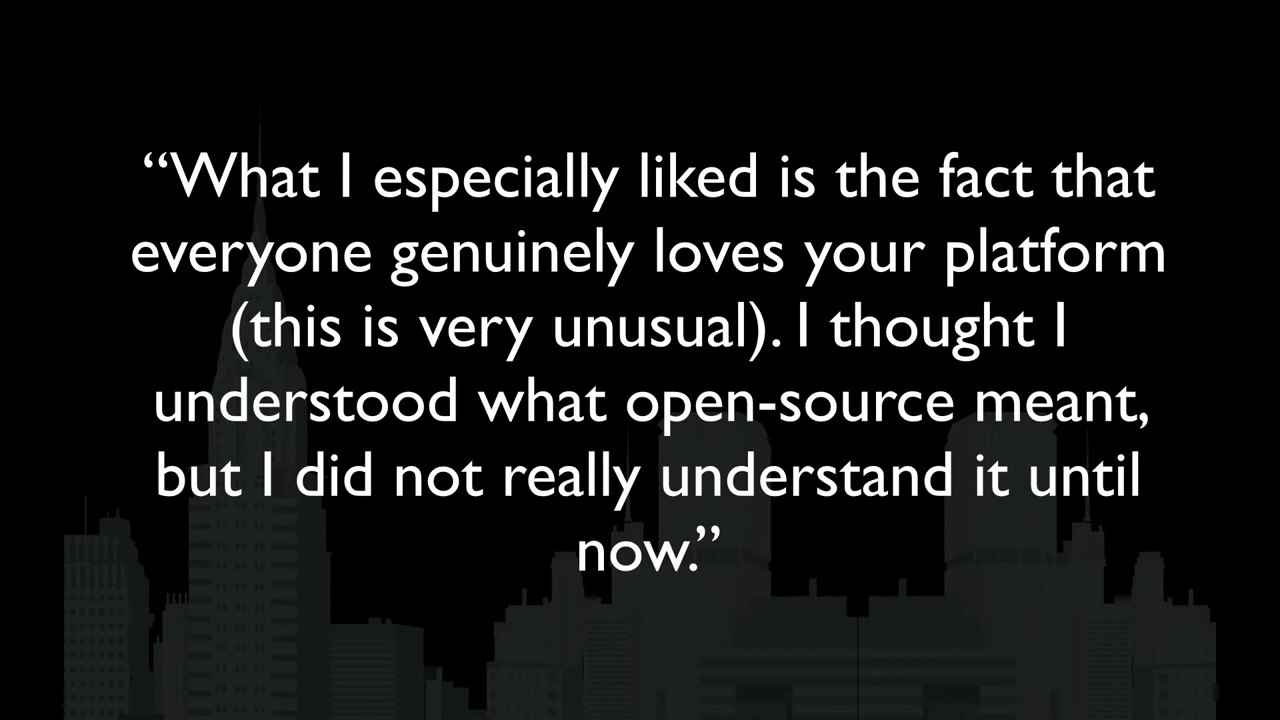 “What I especially liked is the fact that
everyone genuinely loves your platform
(this is very unusual). I thought I
understood what open-source meant,
but I did not really understand it until
now.”